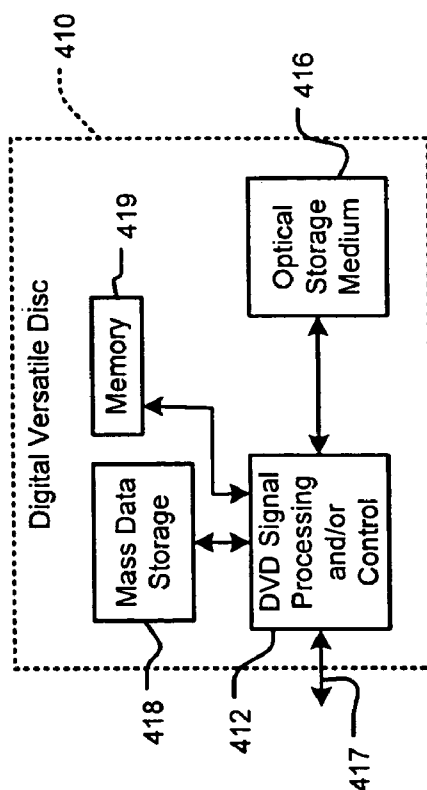 410
Digital Versatile Disc
419
Memory
Mass Data
Storage
418
416
Optical
Storage
Medium
DVD Signal
Processing
and/or
Control
412
417